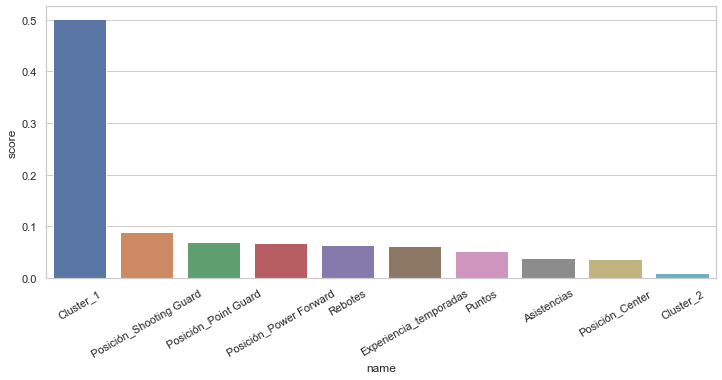 0.5
0.4
0.3
0.2
0.1
0.0
score
Cluster_1
Posición_Shooting Guard
Posición_Point Guard
Posición_Power Forward
Rebotes
Experiencia_temporadas
Puntos
Asistencias
Posición_Center
Cluster_2
name